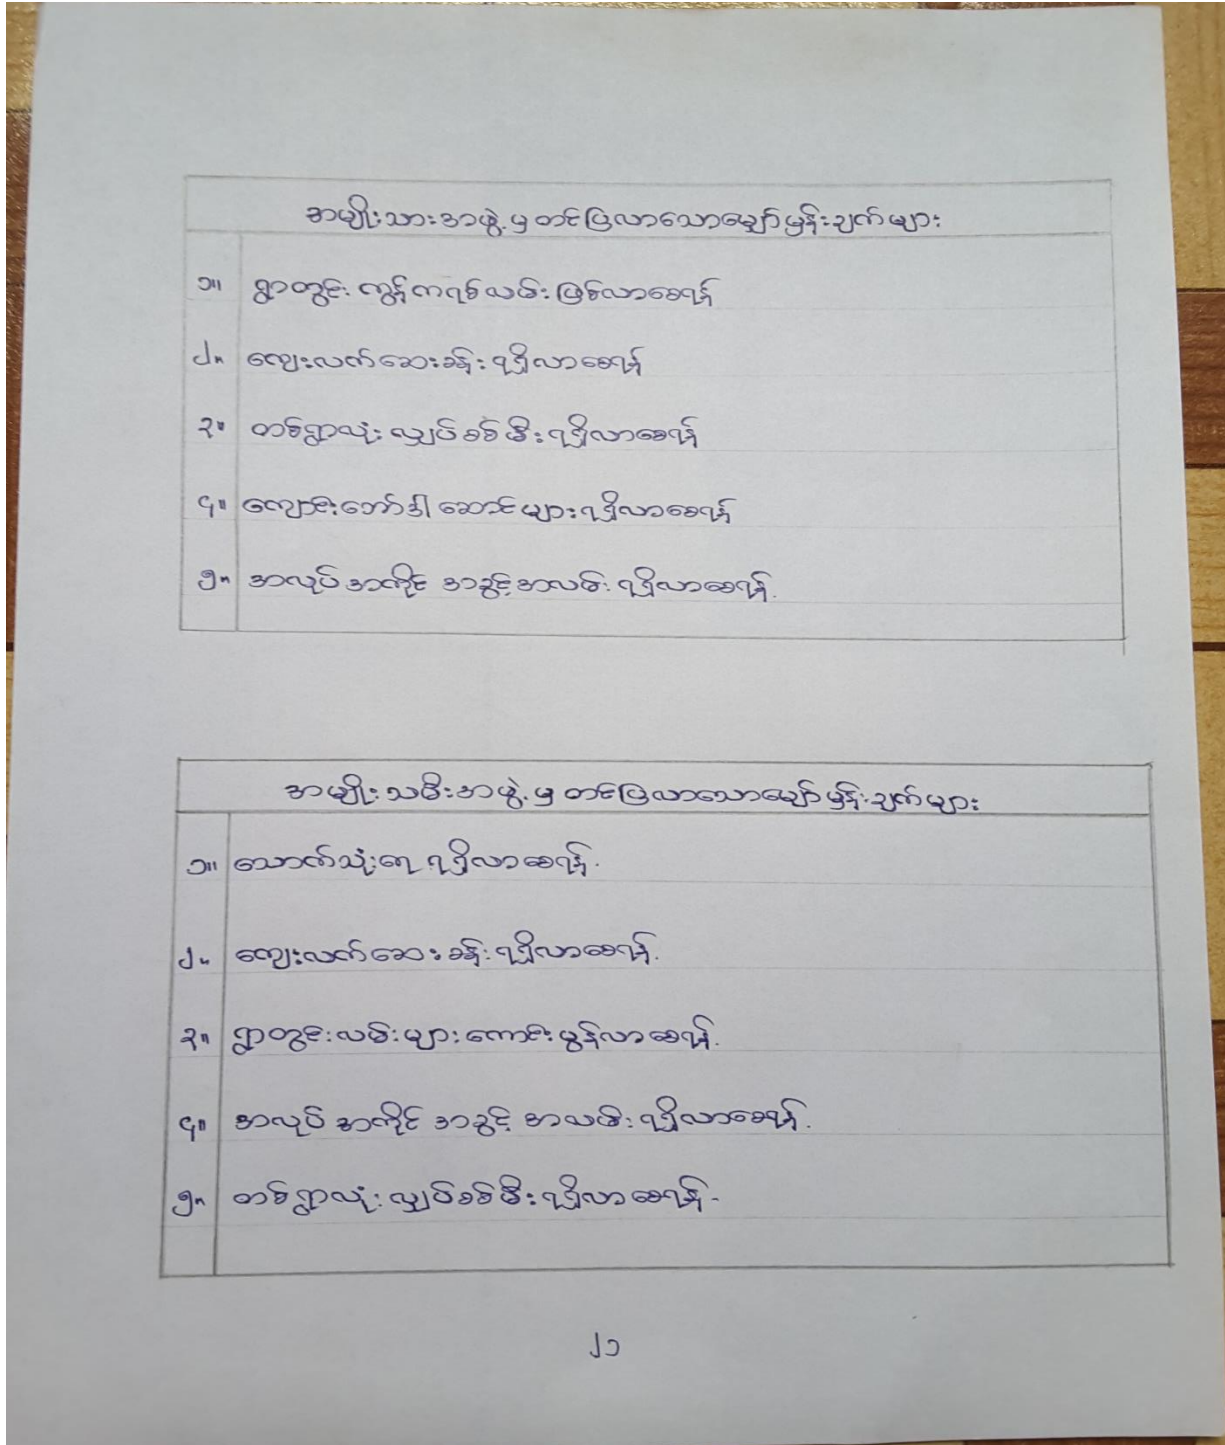 အမျိုးသားအဖွဲ့မှ တင်ပြလာသောမျှော်မှန်းချက်များ
၁။ ရွာတွင်း ကွန်ကရစ်လမ်း ဖြစ်လာစေရန်
၂။ ကျေးလက်ဆေးခန်း ရှိလာစေရန်
၃။ တစ်ရွာလုံး လျှပ်စစ်မီး ရရှိလာစေရန်
၄။ ကျောင်းဘော်ဒါ ဆောင်များ ရရှိလာစေရန်
၅။ အလုပ် အကိုင် အခွင့် အလမ်း ရရှိလာစေရန်.
အမျိုးသမီးအဖွဲ့မှ တင်ပြလာသောမျှော်မှန်းချက်များ
၁။ သောက်သုံးရေ ရရှိလာစေရန်.
၂။ ကျေးလက်ဆေးခန်း ရရှိလာစေရန်.
၃။ ရွာတွင်းလမ်းများ ကောင်းမွန်လာစေရန်.
၄။ အလုပ် အကိုင် အခွင့် အလမ်း ရရှိလာစေရန်.
၅။ တစ်ရွာလုံး လျှပ်စစ်မီး ရရှိလာစေရန်-
၂၁